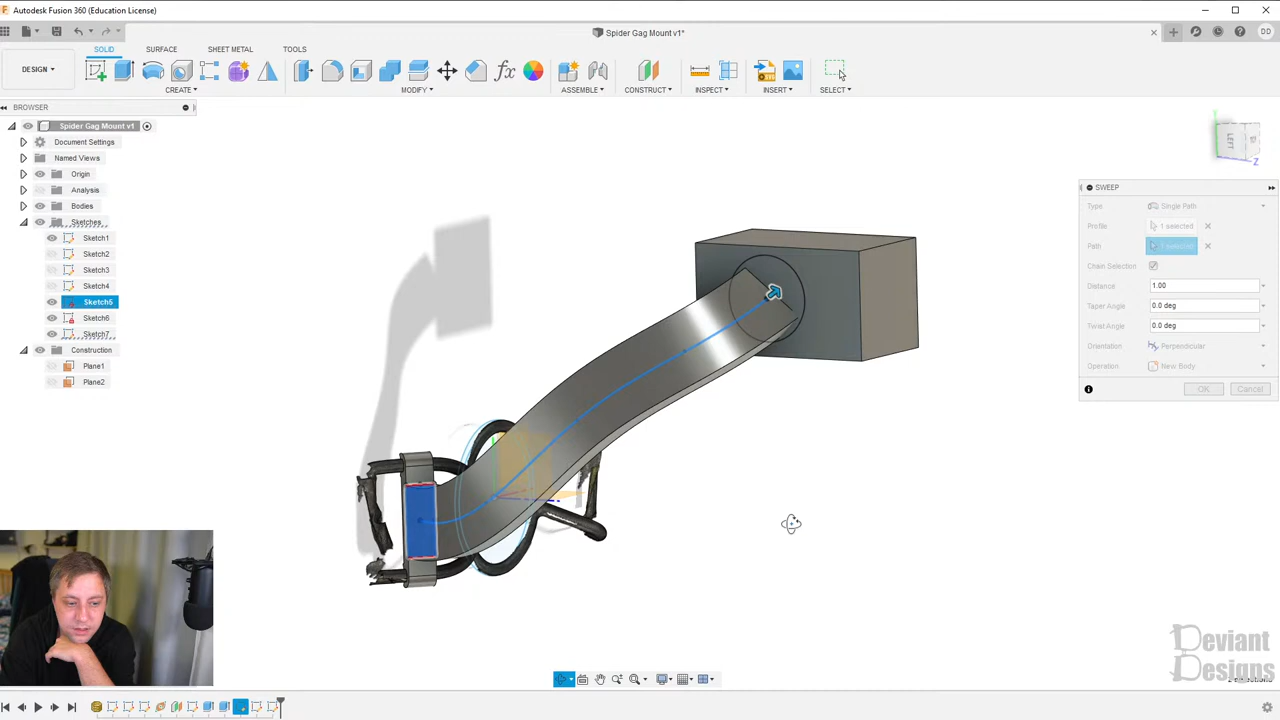 Autodesk Fusion 360 (Education License)
Spider Gag Mount v1*
DD
SOLID SURFACE SHEET METAL TOOLS
DESIGN
CREATE MODIFY ASSEMBLE CONSTRUCT INSPECT INSERT SELECT
BROWSER
Spider Gag Mount v1
Document Settings
Named Views
Origin
Analysis
Bodies
Sketches
Sketch1
Sketch2
Sketch3
Sketch4
Sketch5
Sketch6
Sketch7
Construction
Plane1
Plane2
LEFT
Z
SWEEP
Type Single Path
Profile 1 selected
Path 1 selected
Chain Selection
Distance 1.00
Taper Angle 0.0 deg
Twist Angle 0.0 deg
Orientation Perpendicular
Operation New Body
OK Cancel
Deviant
Designs